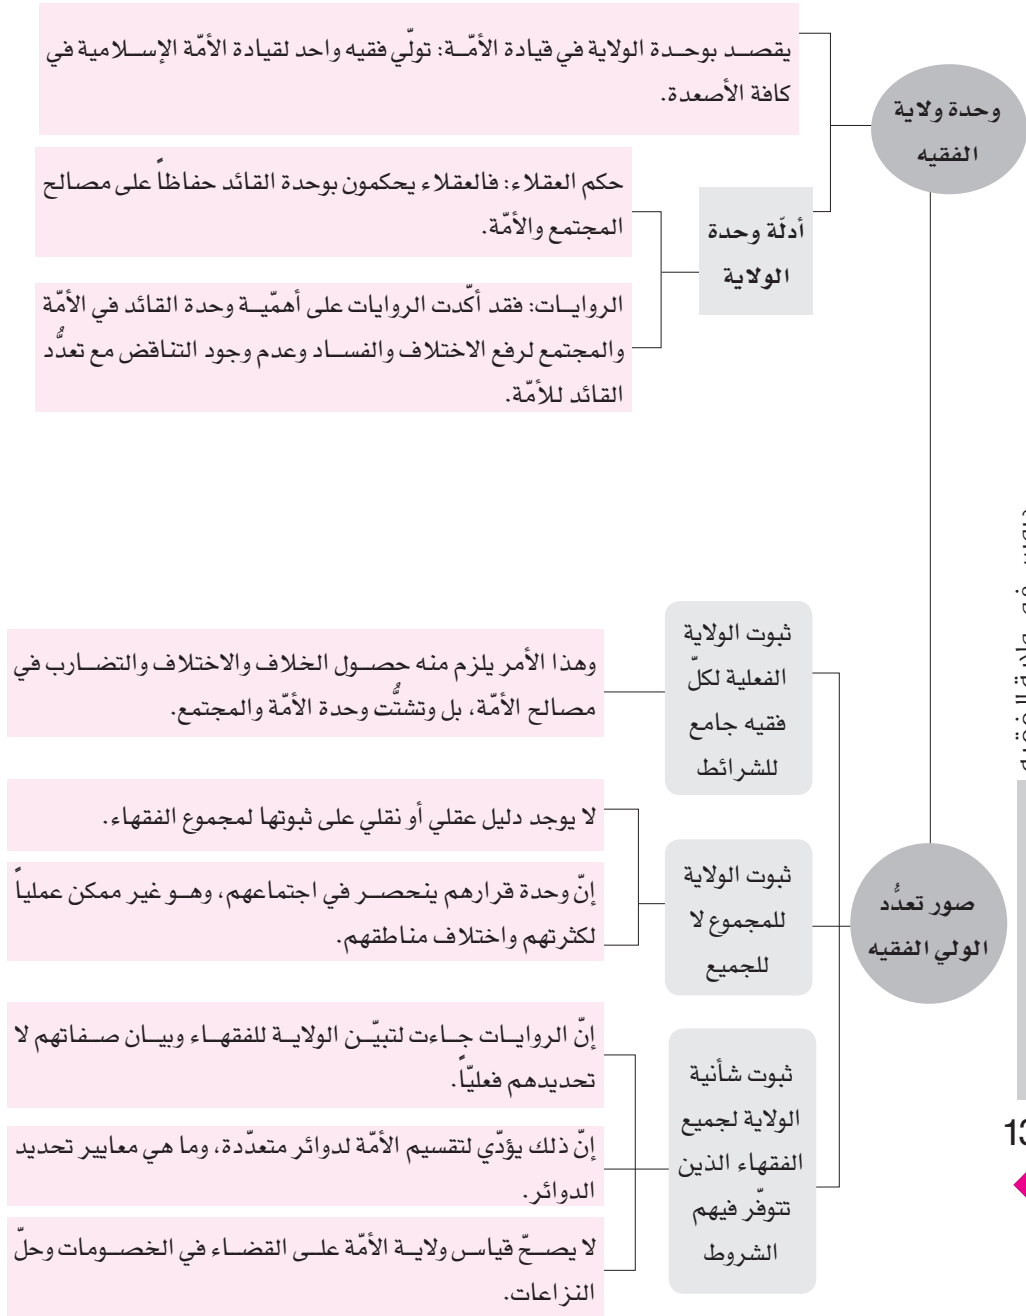 وحدة ولاية
الفقيه
يقصد بوحدة الولاية في قيادة الأمّة: تولّي فقيه واحد لقيادة الأمّة الإسلامية في
كافة الأصعدة.
أدلّة وحدة
الولاية
حكم العقلاء: فالعقلاء يحكمون بوحدة القائد حفاظاً على مصالح
المجتمع والأمّة.
الروايات: فقد أكّدت الروايات على أهمّية وحدة القائد في الأمّة
والمجتمع لرفع الاختلاف والفساد وعدم وجود التناقض مع تعدُّد
القائد للأمّة.
صور تعدُّد
الولي الفقيه
ثبوت الولاية
الفعلية لكلّ
فقيه جامع
للشرائط
وهذا الأمر يلزم منه حصول الخلاف والاختلاف والتضارب في
مصالح الأمّة، بل وتشتُّت وحدة الأمّة والمجتمع.
ثبوت الولاية
للمجموع لا
للجميع
لا يوجد دليل عقلي أو نقلي على ثبوتها لمجموع الفقهاء.
إنّ وحدة قرارهم ينحصر في اجتماعهم، وهو غير ممكن عملياً
لكثرتهم واختلاف مناطقهم.
ثبوت شأنية
الولاية لجميع
الفقهاء الذين
تتوفّر فيهم
الشروط
إنّ الروايات جاءت لتبيّن الولاية للفقهاء وبيان صفاتهم لا
تحديدهم فعليّاً.
إنّ ذلك يؤدّي لتقسيم الأمّة لدوائر متعدّدة، وما هي معايير تحديد
الدوائر.
لا يصحّ قياس ولاية الأمّة على القضاء في الخصومات وحلّ
النزاعات.